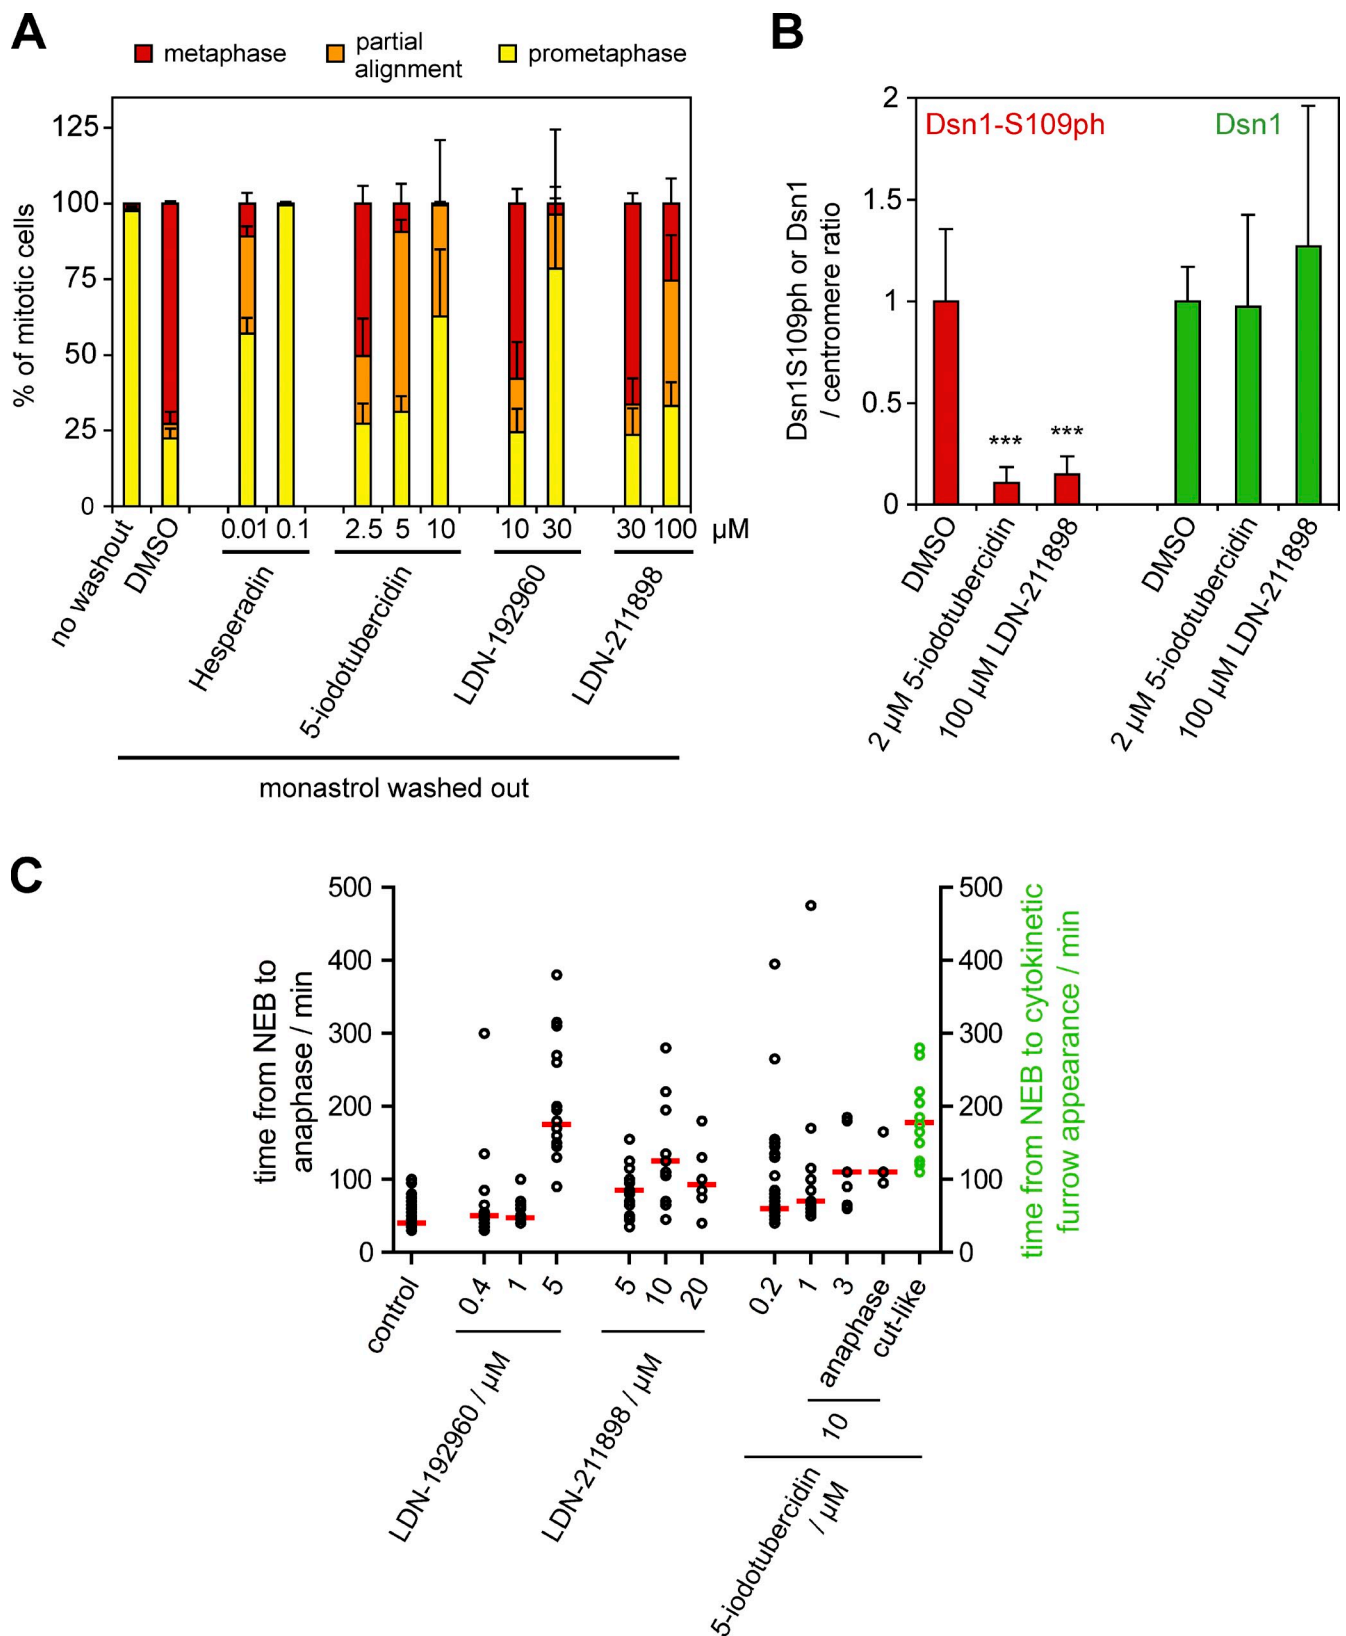 A
metaphase
partial
alignment
prometaphase
% of mitotic cells
125
100
75
50
25
0
no washout
DMSO
0.01 0.1 2.5 5 10 10 30 30 100 µM
Hesperadin
5-iodotubercidin
LDN-192960
LDN-211898
monastrol washed out
B
Dsn1-S109ph
Dsn1
Dsn1S109ph or Dsn1
/ centromere ratio
2
1.5
1
0.5
0
***
***
DMSO
2 µM 5-iodotubercidin
100 µM LDN-211898
DMSO
2 µM 5-iodotubercidin
100 µM LDN-211898
C
time from NEB to
anaphase / min
500
400
300
200
100
0
500
400
300
200
100
0
time from NEB to cytokinetic
furrow appearance / min
control
0.4
1
5
LDN-192960 / µM
5
10
20
LDN-211898 / µM
0.2
1
3
anaphase
cut-like
10
5-iodotubercidin
/ µM